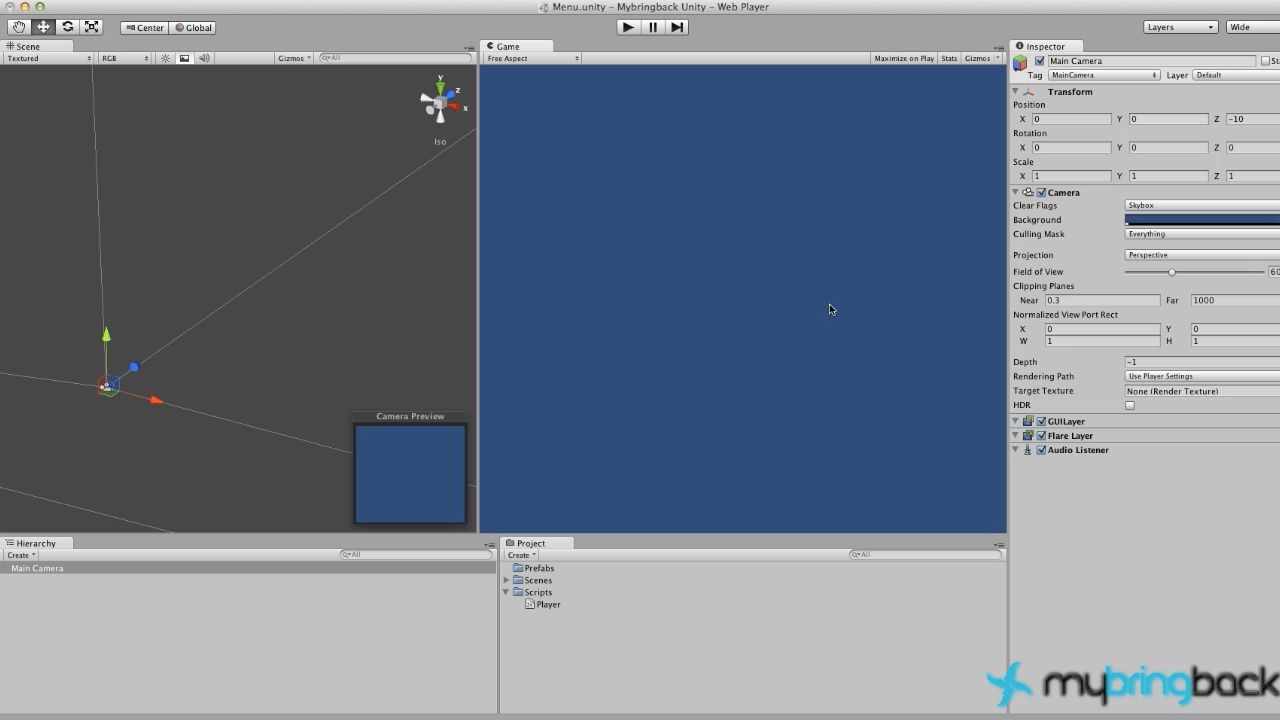 Menu.unity – Mybringback Unity – Web Player
Center Global Layers Wide
Scene
Textured RGB Gizmos All
y
z
x
Iso
Camera Preview
Game
Free Aspect Maximize on Play Stats Gizmos
Inspector
Main Camera
Tag MainCamera Layer Default
Transform
Position
X 0 Y 0 Z -10
Rotation
X 0 Y 0 Z 0
Scale
X 1 Y 1 Z 1
Camera
Clear Flags Skybox
Background
Culling Mask Everything
Projection Perspective
Field of View 60
Clipping Planes
Near 0.3 Far 1000
Normalized View Port Rect
X 0 Y 0
W 1 H 1
Depth -1
Rendering Path Use Player Settings
Target Texture None (Render Texture)
HDR
GUILayer
Flare Layer
Audio Listener
Hierarchy
Create All
Main Camera
Project
Create All
Prefabs
Scenes
Scripts
Player
mybringback